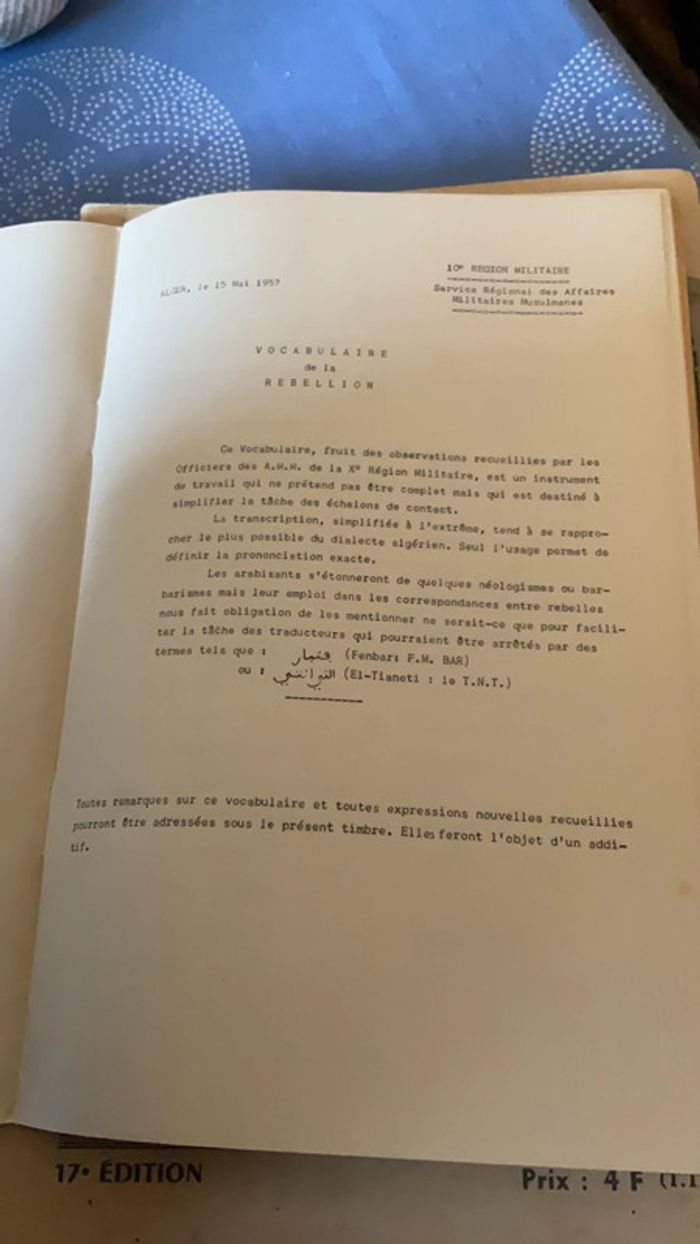 ALGER, le 15 Mai 1957
10me REGION MILITAIRE
Service Régional des Affaires
Militaires Musulmanes
VOCABULAIRE
de la
REBELLION
Ce Vocabulaire, fruit des observations recueillies par les
Officiers des A.M.M. de la X° Région Militaire, est un instrument
de travail qui ne prétend pas être complet mais qui est destiné à
simplifier la tâche des échelons de contact.
La transcription, simplifiée à l'extrême, tend à se rappro-
cher le plus possible du dialecte algérien. Seul l'usage permet de
définir la prononciation exacte.
Les arabisants s'étonneront de quelques néologismes ou bar-
barismes mais leur emploi dans les correspondances entre rebelles
nous fait obligation de les mentionner ne serait-ce que pour facili-
ter la tâche des traducteurs qui pourraient être arrêtés par des
termes tels que : فنبار (Fenbar: F.M. BAR)
ou : التيانتي (El-Tianeti : le T.N.T.)
Toutes remarques sur ce vocabulaire et toutes expressions nouvelles recueillies
pourront être adressées sous le présent timbre. Elles feront l'objet d'un addi-
tif.
17e ÉDITION
Prix : 4 F